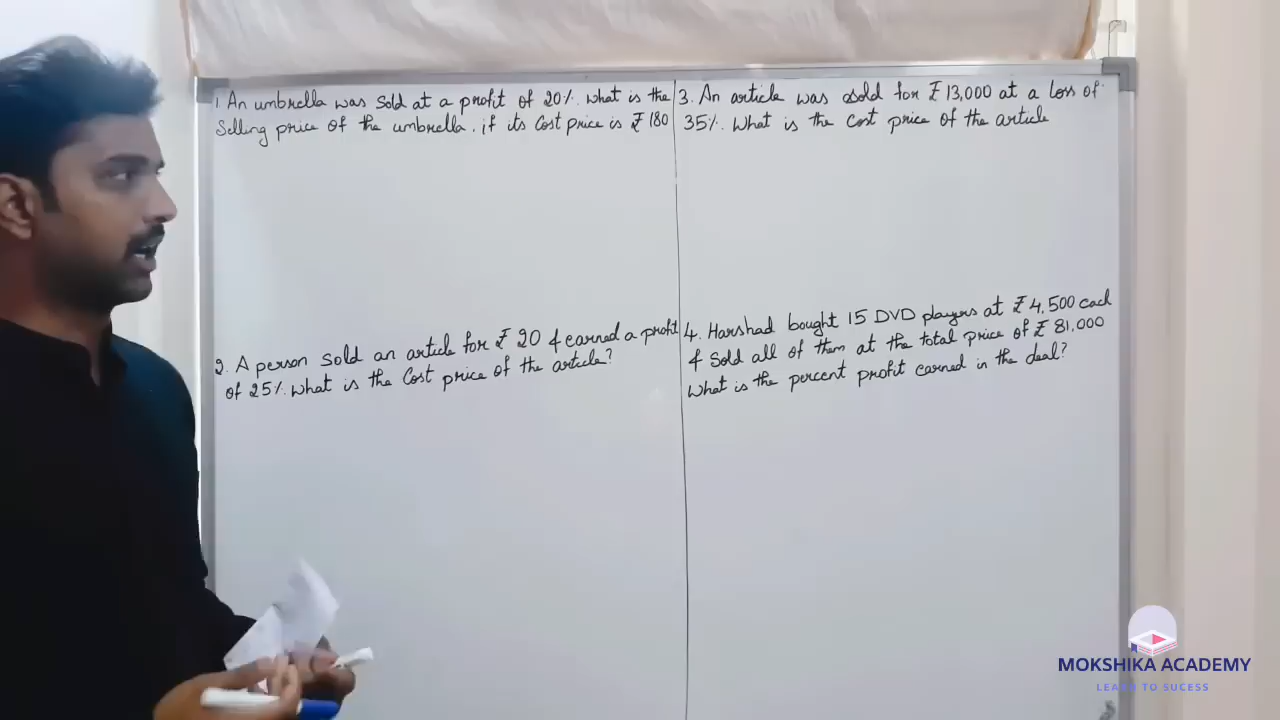 1. An umbrella was Sold at a profit of 20%. what is the
Selling price of the umbrella. if its Cost price is ₹ 180
2. A person sold an article for ₹ 20 & earned a profit
of 25%. what is the Cost price of the article?
3. An article was sold for ₹ 13,000 at a loss of
35%. What is the cost price of the article
4. Harshad bought 15 DVD players at ₹ 4,500 each
& sold all of them at the total price of ₹ 81,000
What is the percent profit earned in the deal?
MOKSHIKA ACADEMY
LEARN TO SUCESS